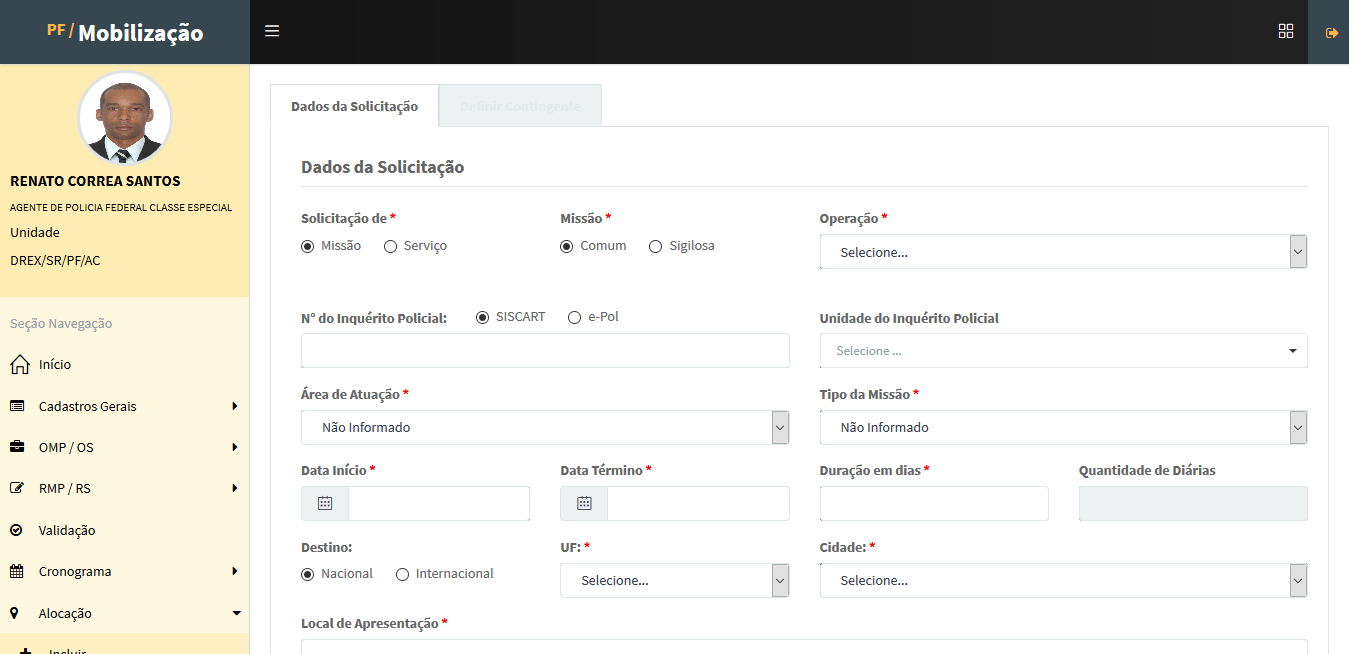 PF / Mobilização
RENATO CORREA SANTOS
AGENTE DE POLICIA FEDERAL CLASSE ESPECIAL
Unidade
DREX/SR/PF/AC
Seção Navegação
Início
Cadastros Gerais
OMP / OS
RMP / RS
Validação
Cronograma
Alocação
Incluir
Dados da Solicitação Definir Contingente
Dados da Solicitação
Solicitação de * Missão * Operação *
Missão Serviço Comum Sigilosa Selecione...
N° do Inquérito Policial: SISCART e-Pol Unidade do Inquérito Policial
Selecione ...
Área de Atuação * Tipo da Missão *
Não Informado Não Informado
Data Início * Data Término * Duração em dias * Quantidade de Diárias
Destino: UF: * Cidade: *
Nacional Internacional Selecione... Selecione...
Local de Apresentação *